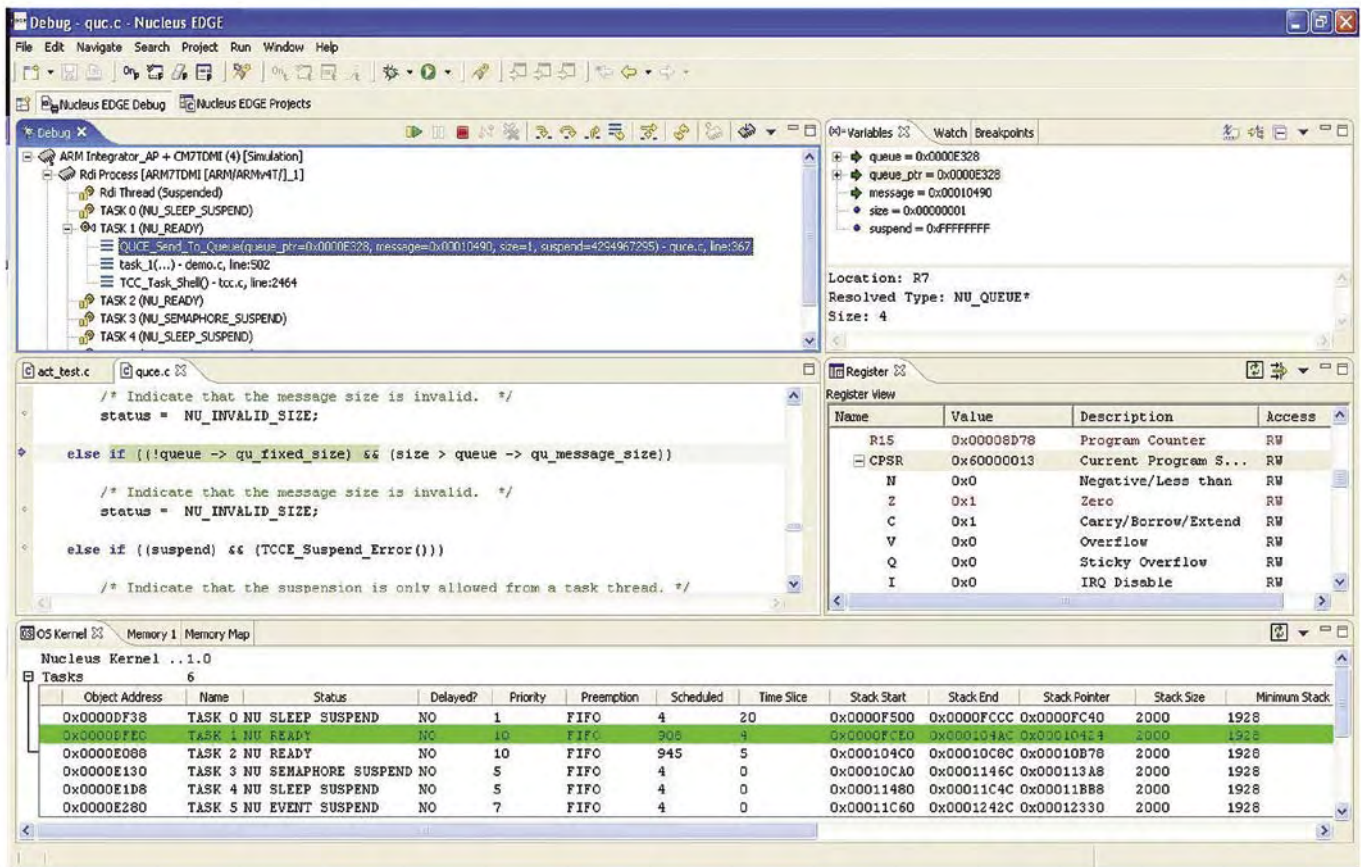 Debug - quc.c - Nucleus EDGE
File Edit Navigate Search Project Run Window Help
Nucleus EDGE Debug Nucleus EDGE Projects
Debug
ARM Integrator_AP + CM7TDMI (4) [Simulation]
Rdi Process [ARM7TDMI [ARM/ARMv4T/]_1]
Rdi Thread (Suspended)
TASK 0 (NU_SLEEP_SUSPEND)
TASK 1 (NU_READY)
QUCE_Send_To_Queue(queue_ptr=0x0000E328, message=0x00010490, size=1, suspend=4294967295) - quce.c, line:367
task_1(...) - demo.c, line:502
TCC_Task_Shell() - tcc.c, line:2464
TASK 2 (NU_READY)
TASK 3 (NU_SEMAPHORE_SUSPEND)
TASK 4 (NU_SLEEP_SUSPEND)
(x)= Variables Watch Breakpoints
queue = 0x0000E328
queue_ptr = 0x0000E328
message = 0x00010490
size = 0x00000001
suspend = 0xFFFFFFFF
Location: R7
Resolved Type: NU_QUEUE*
Size: 4
act_test.c quce.c
/* Indicate that the message size is invalid. */
status = NU_INVALID_SIZE;
else if ((!queue -> qu_fixed_size) && (size > queue -> qu_message_size))
/* Indicate that the message size is invalid. */
status = NU_INVALID_SIZE;
else if ((suspend) && (TCCE_Suspend_Error()))
/* Indicate that the suspension is only allowed from a task thread. */
Register
Register View
Name Value Description Access
R15 0x00008D78 Program Counter RW
CPSR 0x60000013 Current Program S... RW
N 0x0 Negative/Less than RW
Z 0x1 Zero RW
C 0x1 Carry/Borrow/Extend RW
V 0x0 Overflow RW
Q 0x0 Sticky Overflow RW
I 0x0 IRQ Disable RW
OS Kernel Memory 1 Memory Map
Nucleus Kernel ..1.0
Tasks 6
Object Address Name Status Delayed? Priority Preemption Scheduled Time Slice Stack Start Stack End Stack Pointer Stack Size Minimum Stack
0x0000DF38 TASK 0 NU SLEEP SUSPEND NO 1 FIFO 4 20 0x0000F500 0x0000FCCC 0x0000FC40 2000 1928
TASK 1 NU READY NO 10 FIFO 4 0x0000FCE0 0x000104AC 0x00010424 2000 1928
0x0000E088 TASK 2 NU READY NO 10 FIFO 945 5 0x000104C0 0x00010C8C 0x00010B78 2000 1928
0x0000E130 TASK 3 NU SEMAPHORE SUSPEND NO 5 FIFO 4 0 0x00010CA0 0x0001146C 0x000113A8 2000 1928
0x0000E1D8 TASK 4 NU SLEEP SUSPEND NO 5 FIFO 4 0 0x00011480 0x00011C4C 0x00011BB8 2000 1928
0x0000E280 TASK 5 NU EVENT SUSPEND NO 7 FIFO 4 0 0x00011C60 0x0001242C 0x00012330 2000 1928